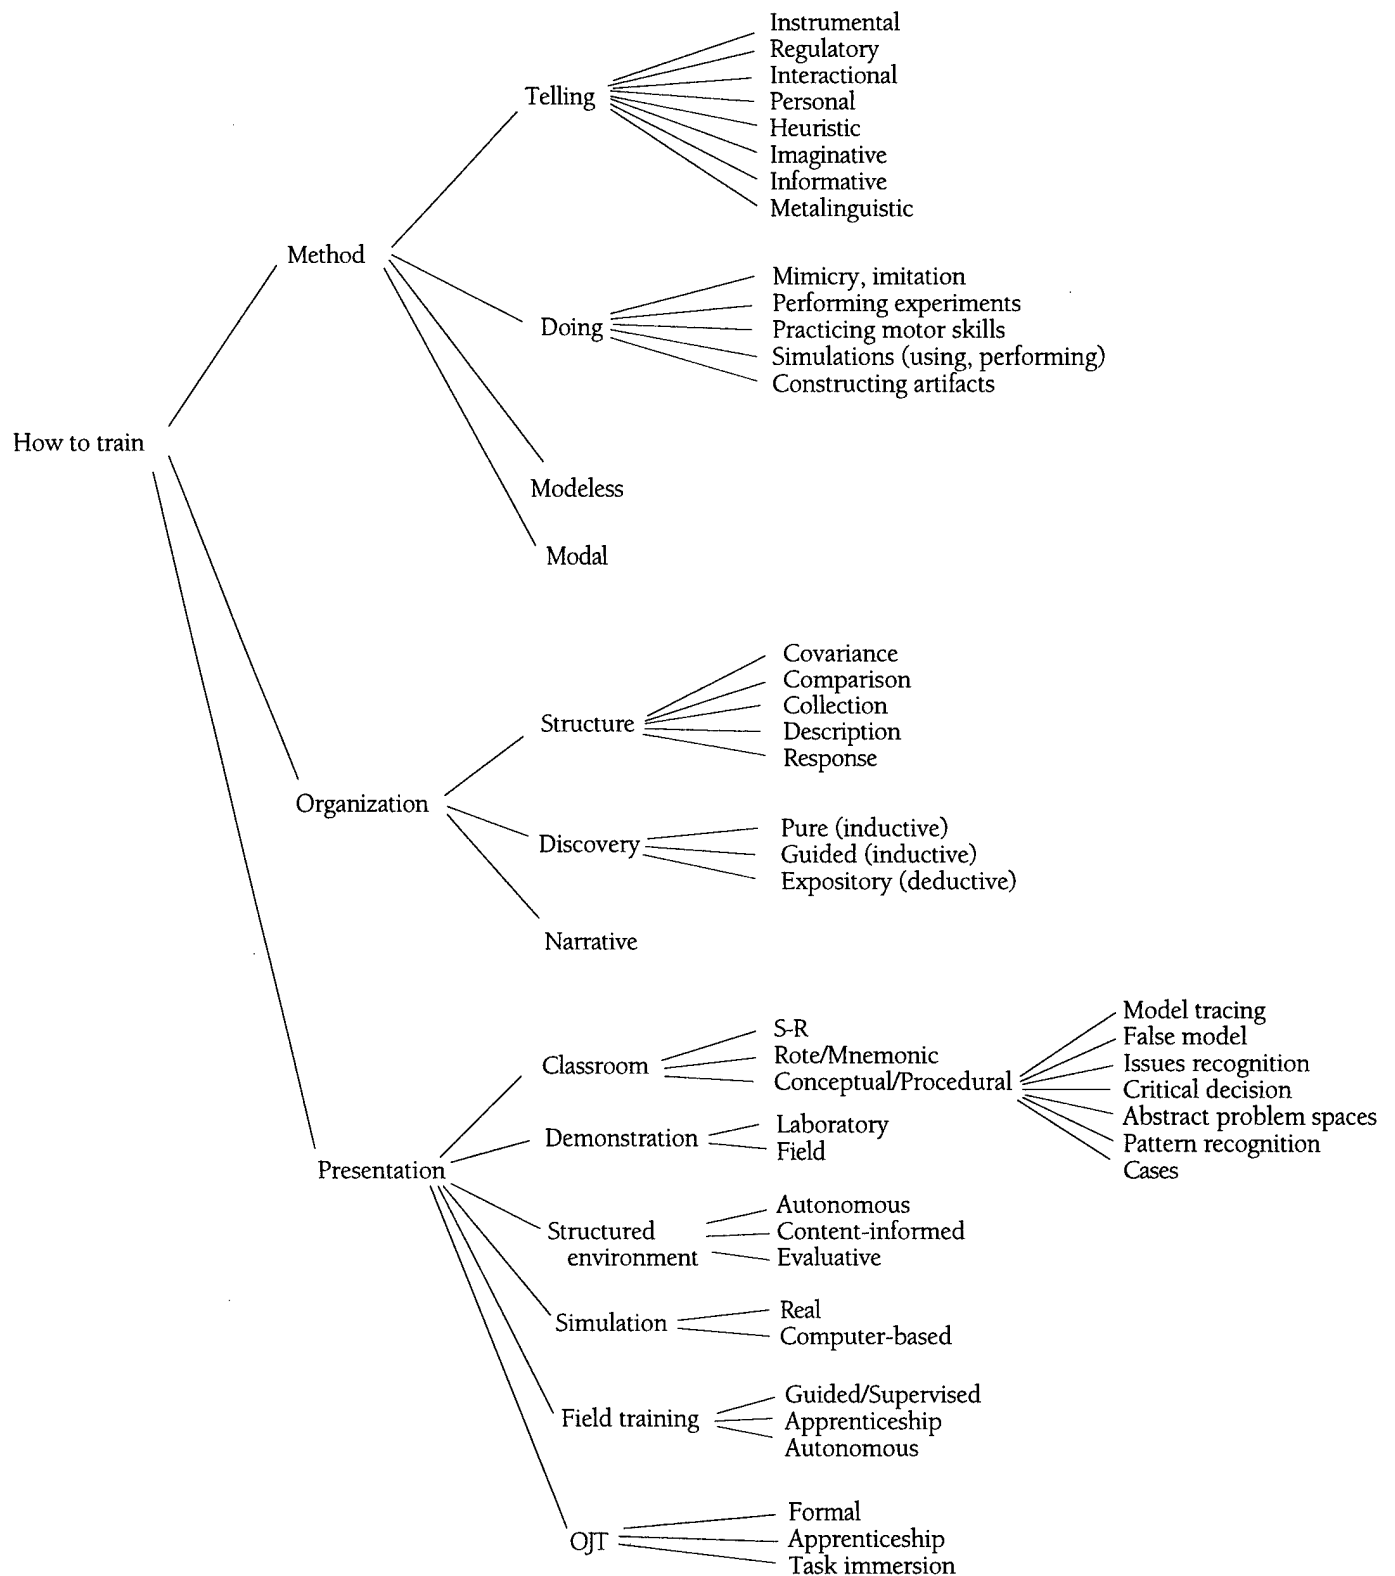 How to train
Method
Telling
Instrumental
Regulatory
Interactional
Personal
Heuristic
Imaginative
Informative
Metalinguistic
Doing
Mimicry, imitation
Performing experiments
Practicing motor skills
Simulations (using, performing)
Constructing artifacts
Modeless
Modal
Organization
Structure
Covariance
Comparison
Collection
Description
Response
Discovery
Pure (inductive)
Guided (inductive)
Expository (deductive)
Narrative
Presentation
Classroom
S-R
Rote/Mnemonic
Conceptual/Procedural
Model tracing
False model
Issues recognition
Critical decision
Abstract problem spaces
Pattern recognition
Cases
Demonstration
Laboratory
Field
Structured
environment
Autonomous
Content-informed
Evaluative
Simulation
Real
Computer-based
Field training
Guided/Supervised
Apprenticeship
Autonomous
OJT
Formal
Apprenticeship
Task immersion